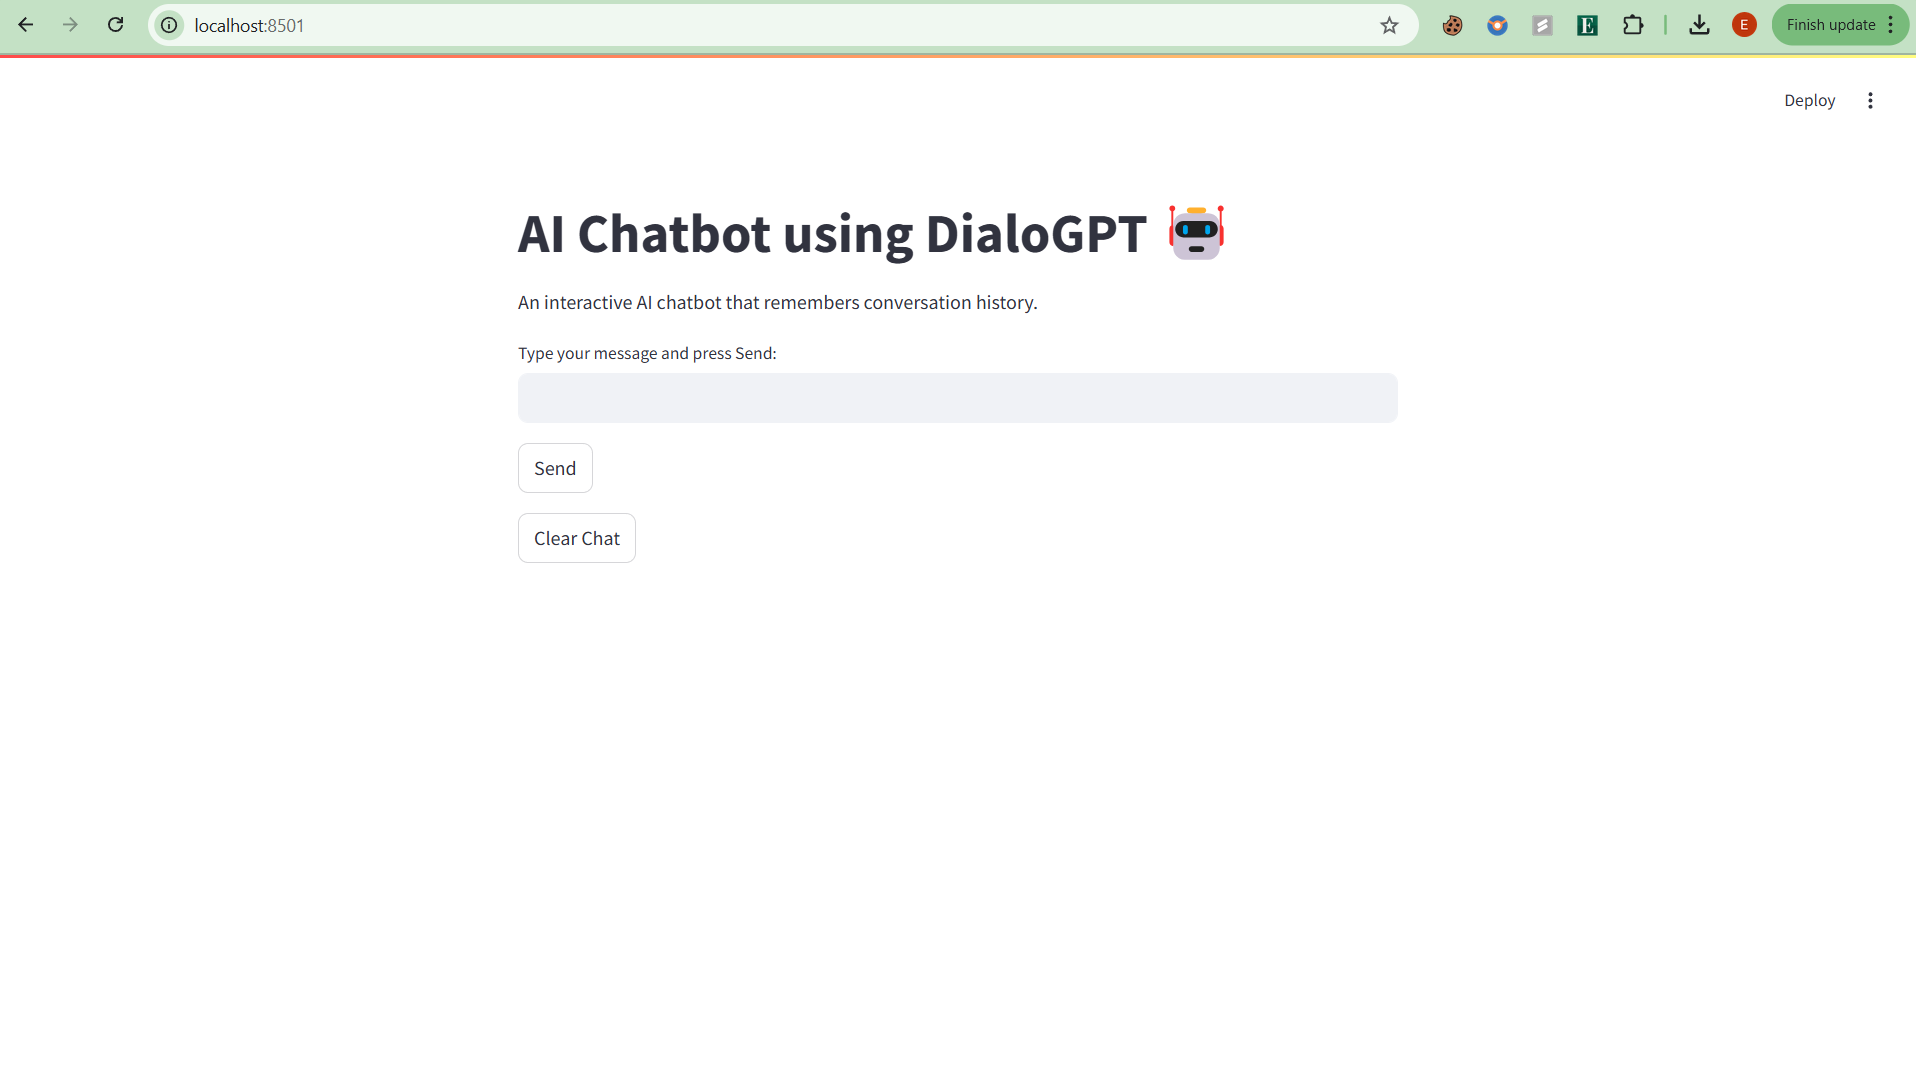 localhost:8501
E
E
Finish update
Deploy
AI Chatbot using DialoGPT
An interactive AI chatbot that remembers conversation history.
Type your message and press Send:
Send
Clear Chat